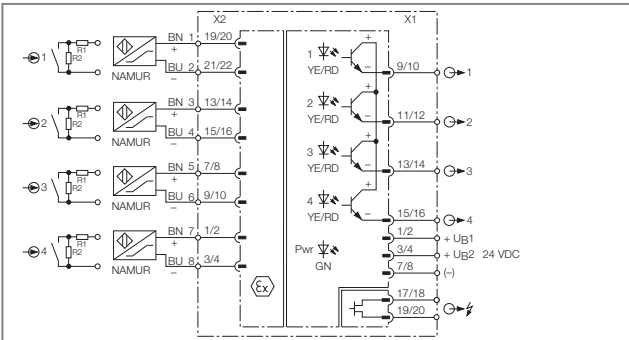 X2 X1
1 R1 R2 NAMUR BN 1 + 19/20
BU 2 – 21/22
2 R1 R2 NAMUR BN 3 + 13/14
BU 4 – 15/16
3 R1 R2 NAMUR BN 5 + 7/8
BU 6 – 9/10
4 R1 R2 NAMUR BN 7 + 1/2
BU 8 – 3/4
Ex
1 YE/RD + – 9/10 1
2 YE/RD + – 11/12 2
3 YE/RD + – 13/14 3
4 YE/RD + – 15/16 4
1/2 + UB1
Pwr GN 3/4 + UB2 24 VDC
7/8 (–)
17/18
19/20